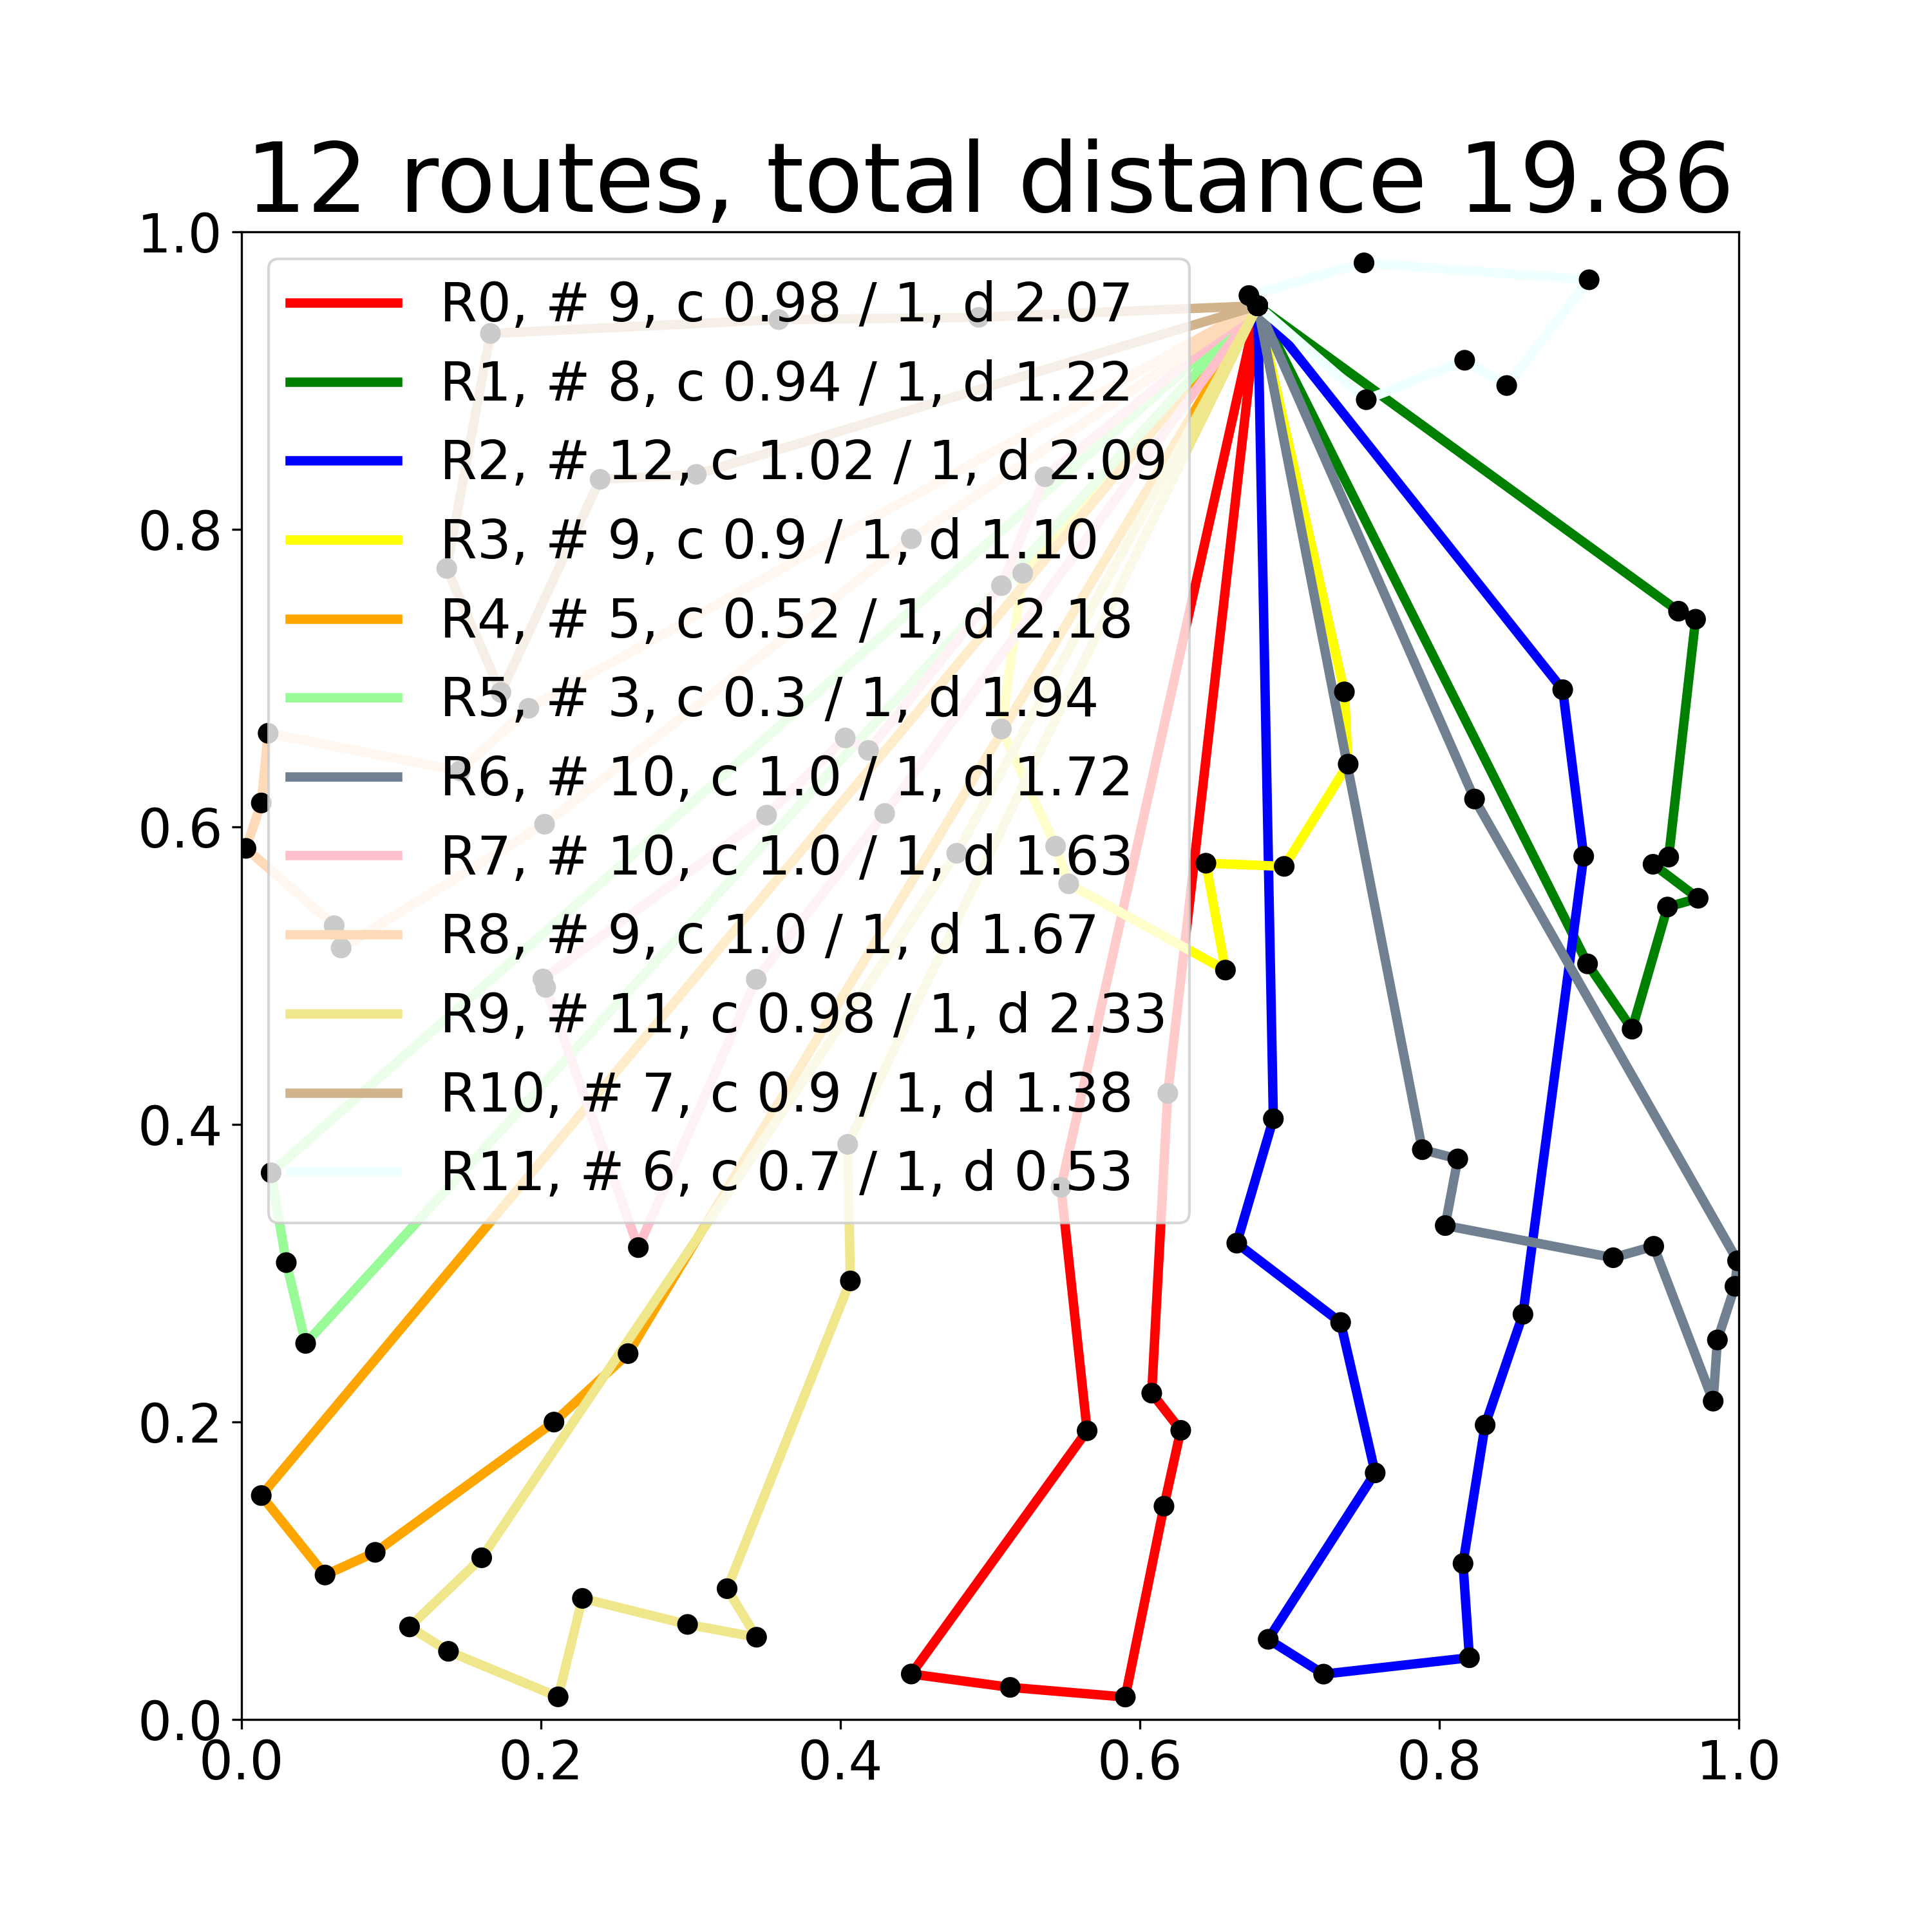 12 routes, total distance 19.86
1.0
0.8
0.6
0.4
0.2
0.0
R0, # 9, c 0.98 / 1, d 2.07
R1, # 8, c 0.94 / 1, d 1.22
R2, # 12, c 1.02 / 1, d 2.09
R3, # 9, c 0.9 / 1, d 1.10
R4, # 5, c 0.52 / 1, d 2.18
R5, # 3, c 0.3 / 1, d 1.94
R6, # 10, c 1.0 / 1, d 1.72
R7, # 10, c 1.0 / 1, d 1.63
R8, # 9, c 1.0 / 1, d 1.67
R9, # 11, c 0.98 / 1, d 2.33
R10, # 7, c 0.9 / 1, d 1.38
R11, # 6, c 0.7 / 1, d 0.53
0.0 0.2 0.4 0.6 0.8 1.0